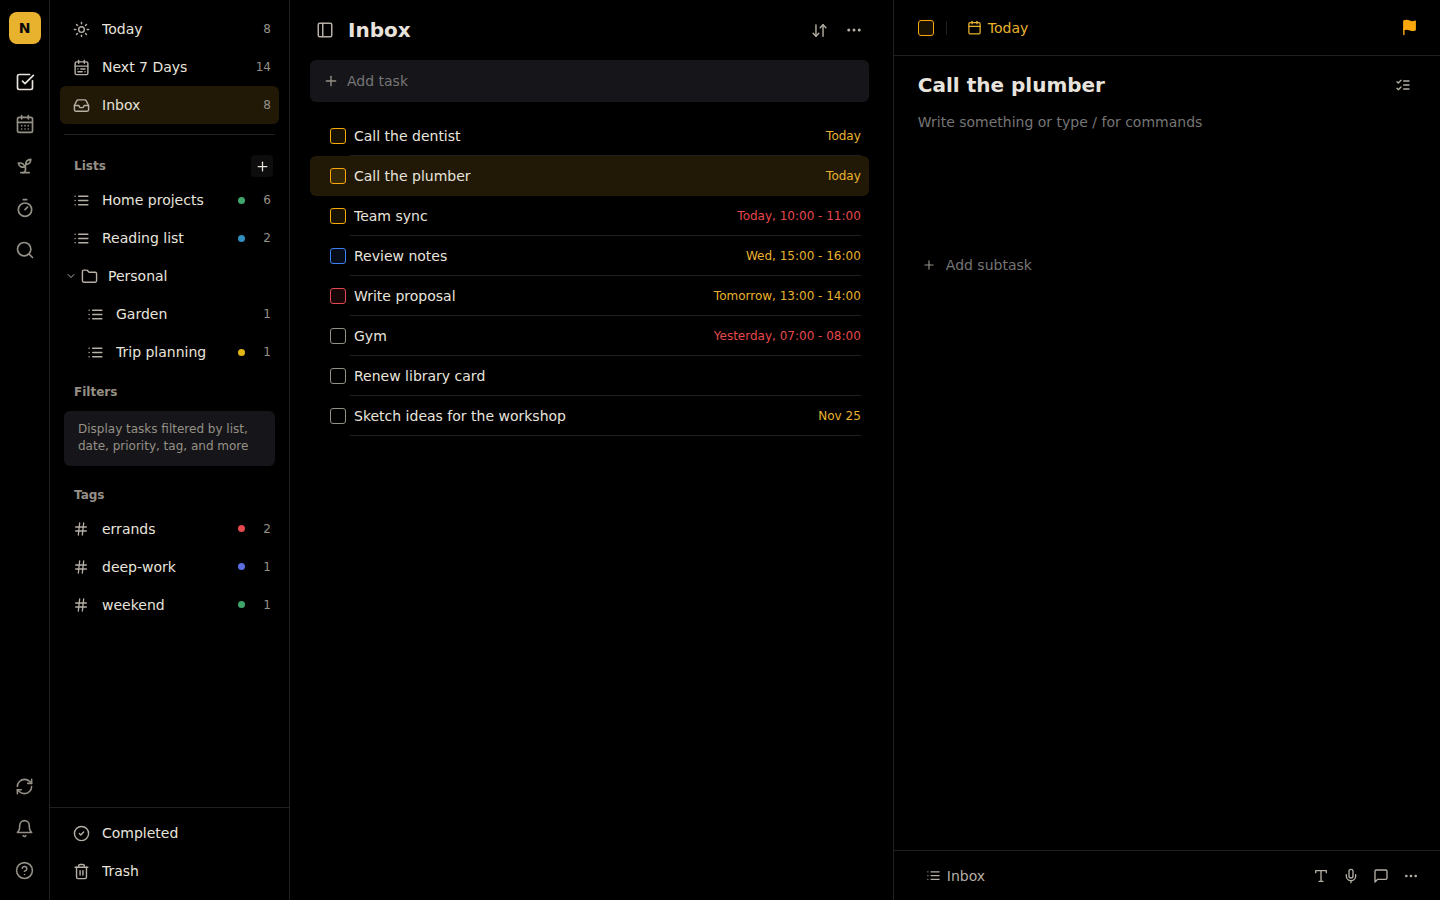 N
Today 8
Next 7 Days 14
Inbox 8
Lists
Home projects 6
Reading list 2
Personal
Garden 1
Trip planning 1
Filters
Display tasks filtered by list,
date, priority, tag, and more
Tags
errands 2
deep-work 1
weekend 1
Completed
Trash
Inbox
Add task
Call the dentist Today
Call the plumber Today
Team sync Today, 10:00 - 11:00
Review notes Wed, 15:00 - 16:00
Write proposal Tomorrow, 13:00 - 14:00
Gym Yesterday, 07:00 - 08:00
Renew library card
Sketch ideas for the workshop Nov 25
Today
Call the plumber
Write something or type / for commands
Add subtask
Inbox